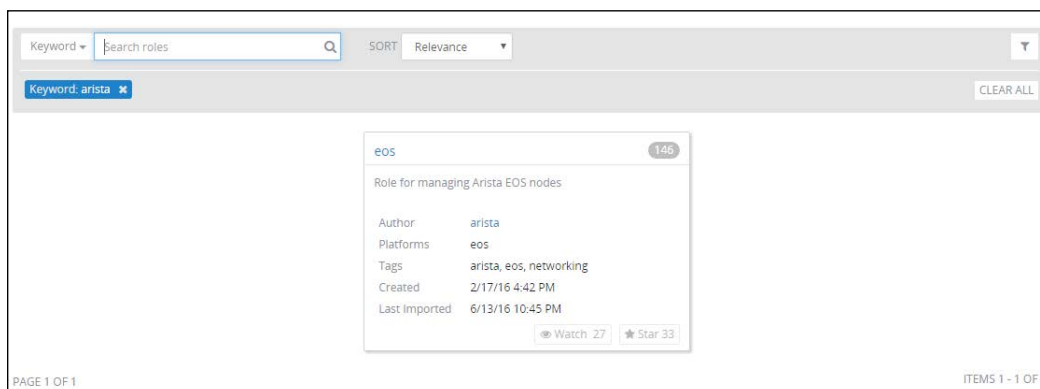 Keyword Search roles SORT Relevance
Keyword: arista ✖ CLEAR ALL
eos 146
Role for managing Arista EOS nodes
Author arista
Platforms eos
Tags arista, eos, networking
Created 2/17/16 4:42 PM
Last Imported 6/13/16 10:45 PM
Watch 27 Star 33
PAGE 1 OF 1 ITEMS 1 - 1 OF